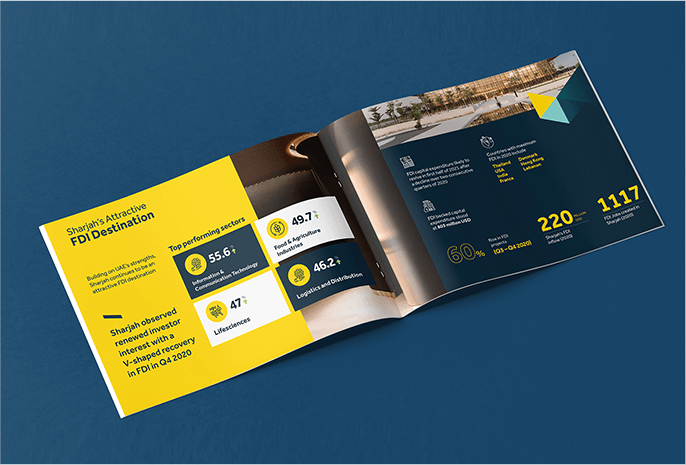 Sharjah's Attractive
FDI Destination
Building on UAE's strengths,
Sharjah continues to be an
attractive FDI destination
Sharjah observed
renewed investor
interest with a
V-shaped recovery
in FDI in Q4 2020
Top performing sectors
55.6
Information &
Communication Technology
49.7
Food & Agriculture
Industries
47
Lifesciences
46.2
Logistics and Distribution
FDI capital expenditure likely to
revive in first half of 2021 after
a decline over two consecutive
quarters of 2020
Countries with maximum
FDI in 2020 include
Thailand
USA
India
France
Denmark
Hong Kong
Lebanon
FDI backed capital
expenditure stood
at 803 million USD
60%
Rise in FDI
projects
(Q3 – Q4 2020)
220 MILLION
USD
Sharjah's FDI
Inflow (2020)
1117
FDI Jobs created in
Sharjah (2020)